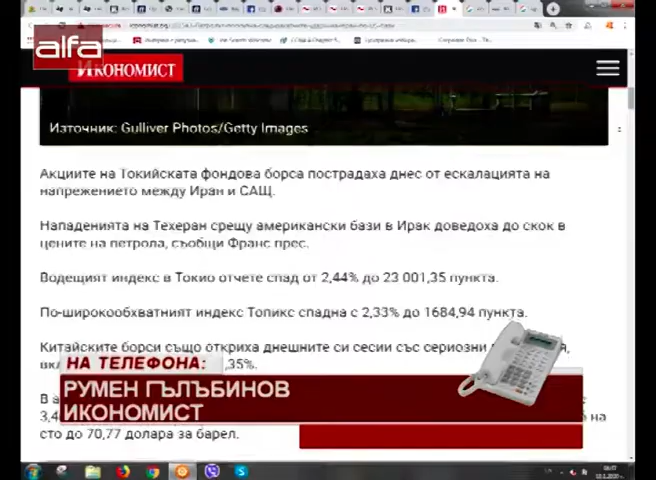 alfa
Икономист
Източник: Gulliver Photos/Getty Images
Акциите на Токийската фондова борса пострадаха днес от ескалацията на
напрежението между Иран и САЩ.
Нападенията на Техеран срещу американски бази в Ирак доведоха до скок в
цените на петрола, съобщи Франс прес.
Водещият индекс в Токио отчете спад от 2,44% до 23 001,35 пункта.
По-широкообхватният индекс Топикс спадна с 2,33% до 1684,94 пункта.
Китайските борси също откриха днешните си сесии със сериозни
,35%.
НА ТЕЛЕФОНА:
РУМЕН ГЪЛЪБИНОВ
ИКОНОМИСТ
на
сто до 70,77 долара за барел.